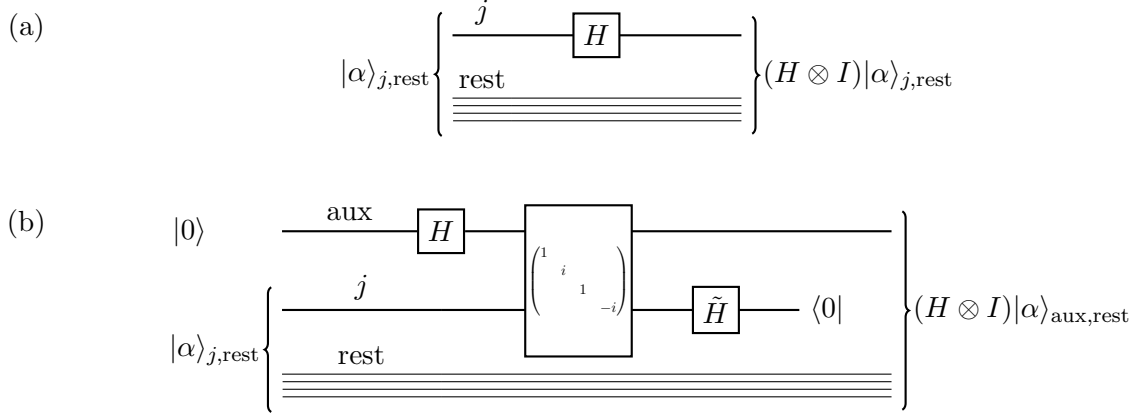 (a)
j
H
|α⟩j,rest
rest
(H ⊗ I)|α⟩j,rest
(b)
|0⟩
aux
H
1
i
1
−i
j
H̃
⟨0|
|α⟩j,rest
rest
(H ⊗ I)|α⟩aux,rest